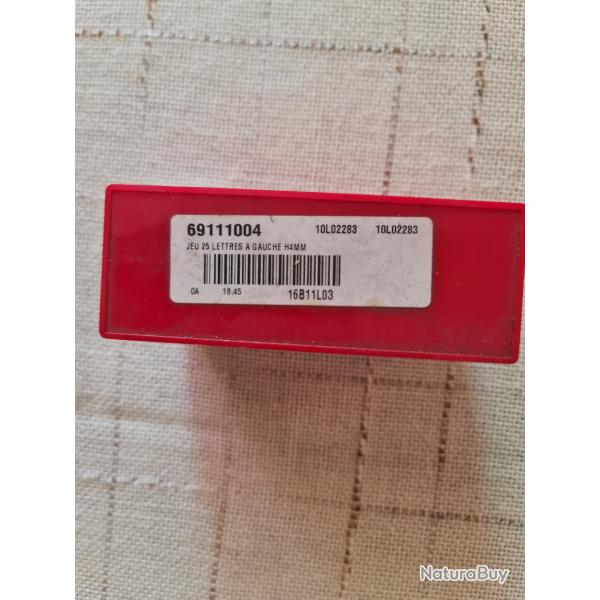 69111004 10L02283 10L02283
JEU 25 LETTRES A GAUCHE H4MM
0A 18.45 16B11L03
NaturaBuy